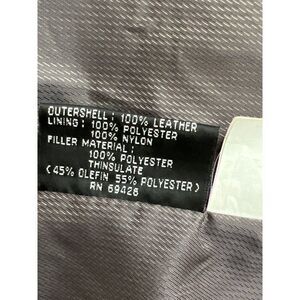 OUTERSHELL: 100% LEATHER
LINING: 100% POLYESTER
100% NYLON
FILLER MATERIAL:
100% POLYESTER
THINSULATE
(45% OLEFIN 55% POLYESTER)
RN 69426